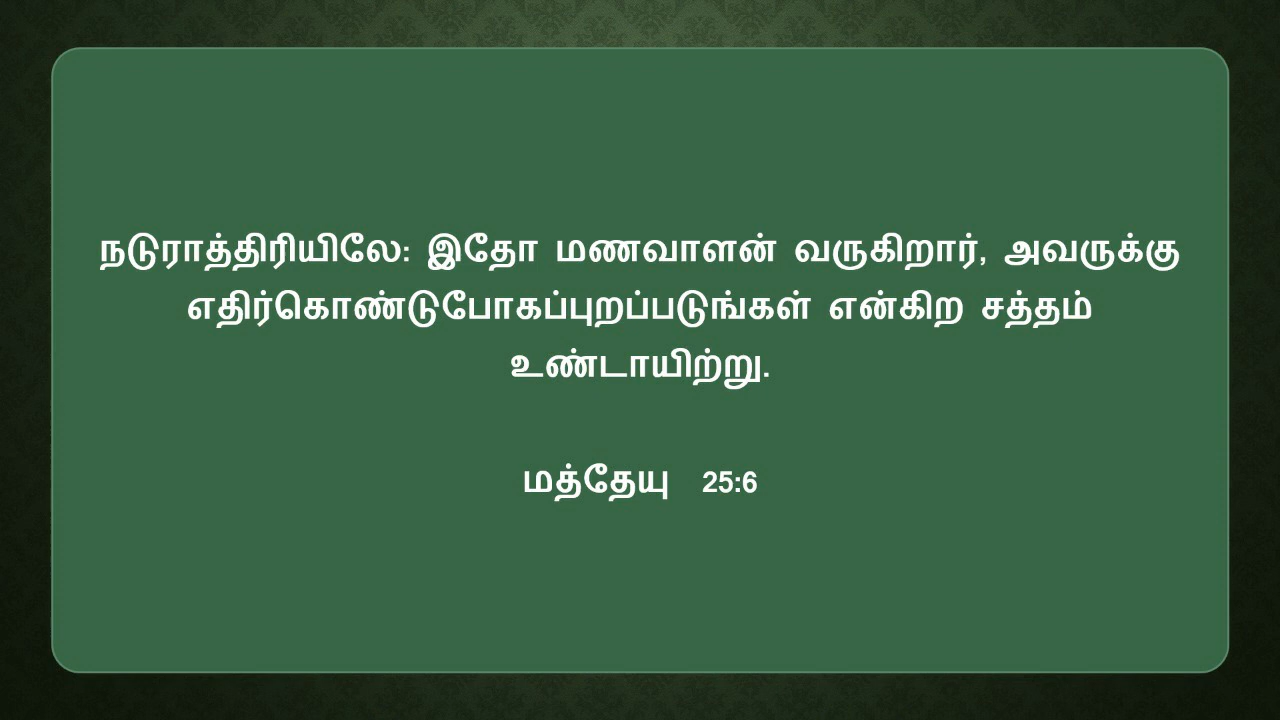 நடுராத்திரியிலே: இதோ மணவாளன் வருகிறார், அவருக்கு
எதிர்கொண்டுபோகப்புறப்படுங்கள் என்கிற சத்தம்
உண்டாயிற்று.
மத்தேயு 25:6